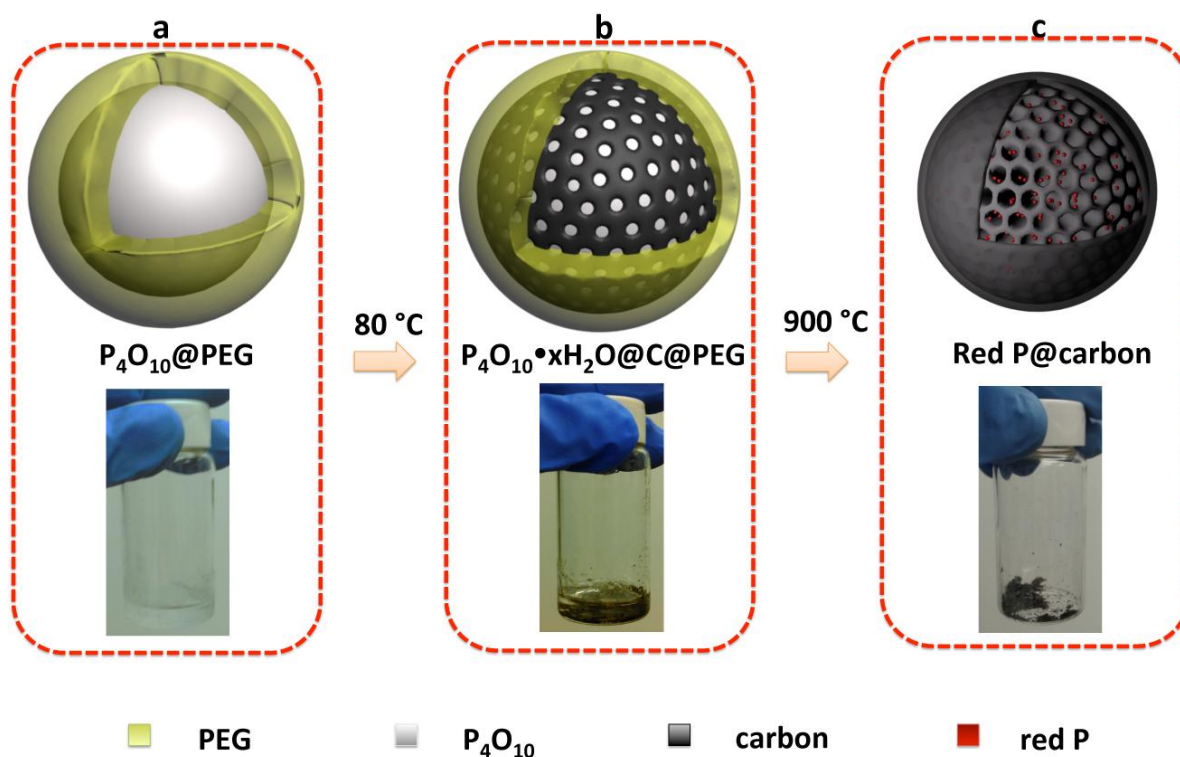 a
b
c
80 °C
900 °C
P₄O₁₀@PEG
P₄O₁₀•xH₂O@C@PEG
Red P@carbon
PEG
P₄O₁₀
carbon
red P